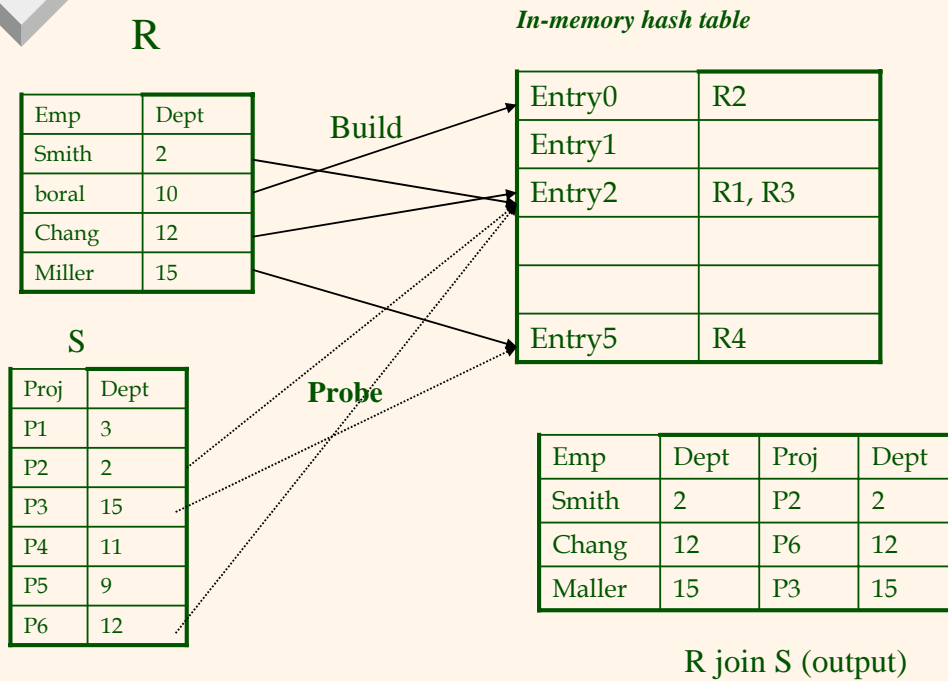 R
In-memory hash table
Emp Dept
Smith 2
boral 10
Chang 12
Miller 15
Build
Entry0 R2
Entry1
Entry2 R1, R3
Entry5 R4
S
Proj Dept
P1 3
P2 2
P3 15
P4 11
P5 9
P6 12
Probe
Emp Dept Proj Dept
Smith 2 P2 2
Chang 12 P6 12
Maller 15 P3 15
R join S (output)